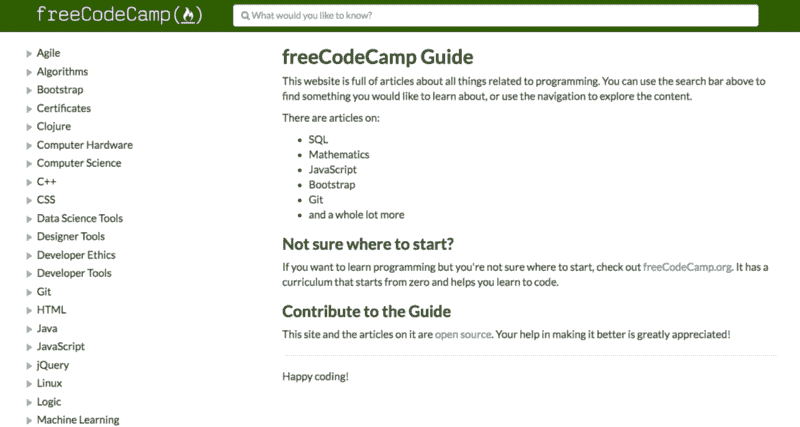 freeCodeCamp(🔥)
What would you like to know?
Agile
Algorithms
Bootstrap
Certificates
Clojure
Computer Hardware
Computer Science
C++
CSS
Data Science Tools
Designer Tools
Developer Ethics
Developer Tools
Git
HTML
Java
JavaScript
jQuery
Linux
Logic
Machine Learning
freeCodeCamp Guide
This website is full of articles about all things related to programming. You can use the search bar above to
find something you would like to learn about, or use the navigation to explore the content.
There are articles on:
• SQL
• Mathematics
• JavaScript
• Bootstrap
• Git
• and a whole lot more
Not sure where to start?
If you want to learn programming but you're not sure where to start, check out freeCodeCamp.org. It has a
curriculum that starts from zero and helps you learn to code.
Contribute to the Guide
This site and the articles on it are open source. Your help in making it better is greatly appreciated!
Happy coding!